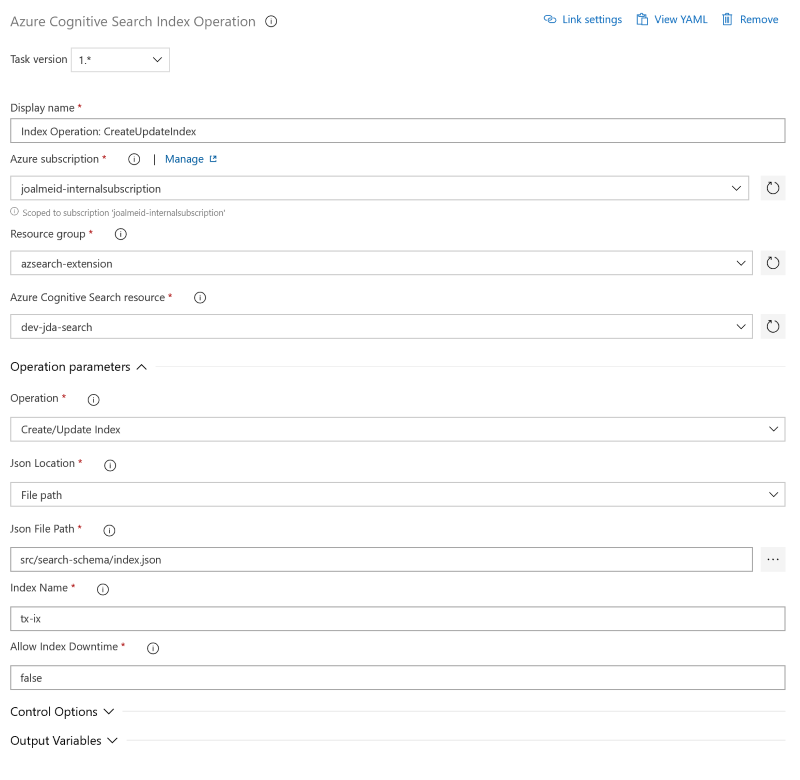 Azure Cognitive Search Index Operation
Link settings View YAML Remove
Task version 1.*
Display name *
Index Operation: CreateUpdateIndex
Azure subscription * | Manage
joalmeid-internalsubscription
Scoped to subscription 'joalmeid-internalsubscription'
Resource group *
azsearch-extension
Azure Cognitive Search resource *
dev-jda-search
Operation parameters
Operation *
Create/Update Index
Json Location *
File path
Json File Path *
src/search-schema/index.json ...
Index Name *
tx-ix
Allow Index Downtime *
false
Control Options
Output Variables